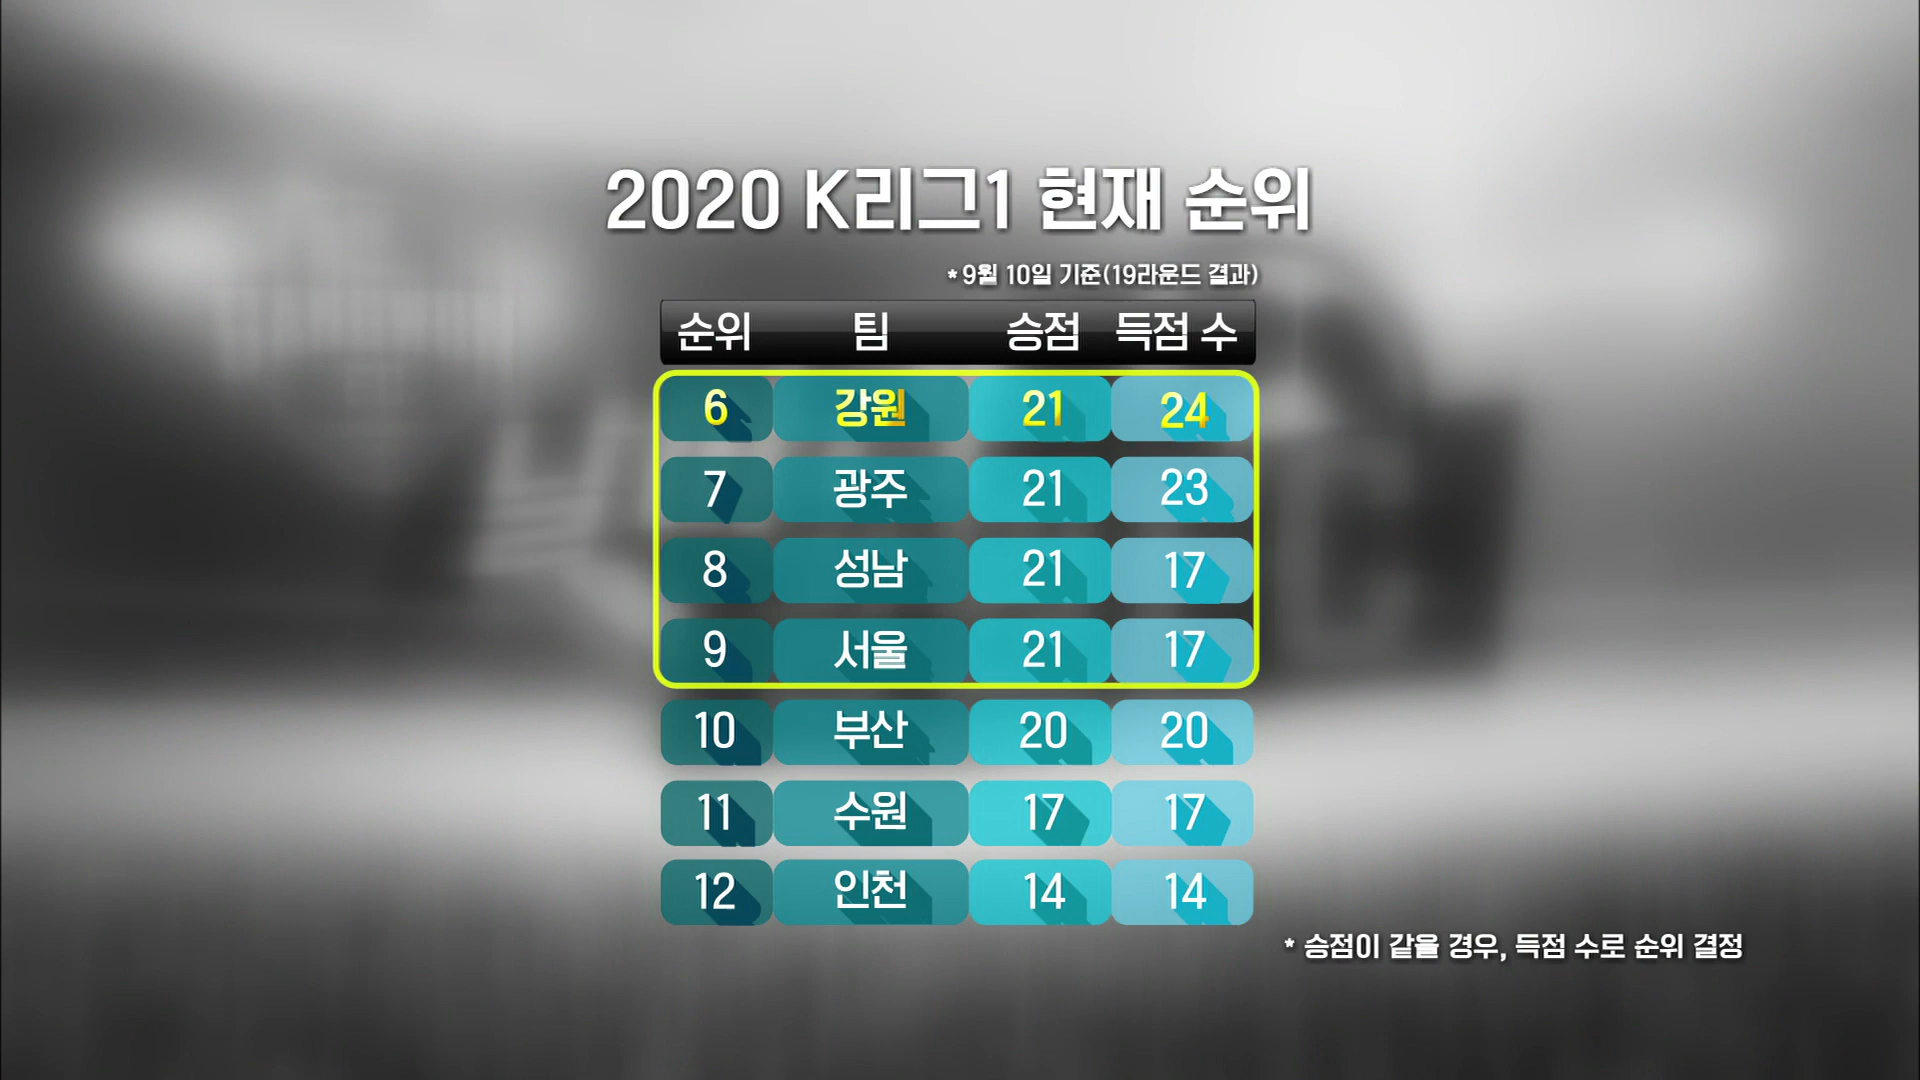 2020 K리그1 현재 순위
* 9월 10일 기준(19라운드 결과)
순위 팀 승점 득점 수
6 강원 21 24
7 광주 21 23
8 성남 21 17
9 서울 21 17
10 부산 20 20
11 수원 17 17
12 인천 14 14
* 승점이 같을 경우, 득점 수로 순위 결정